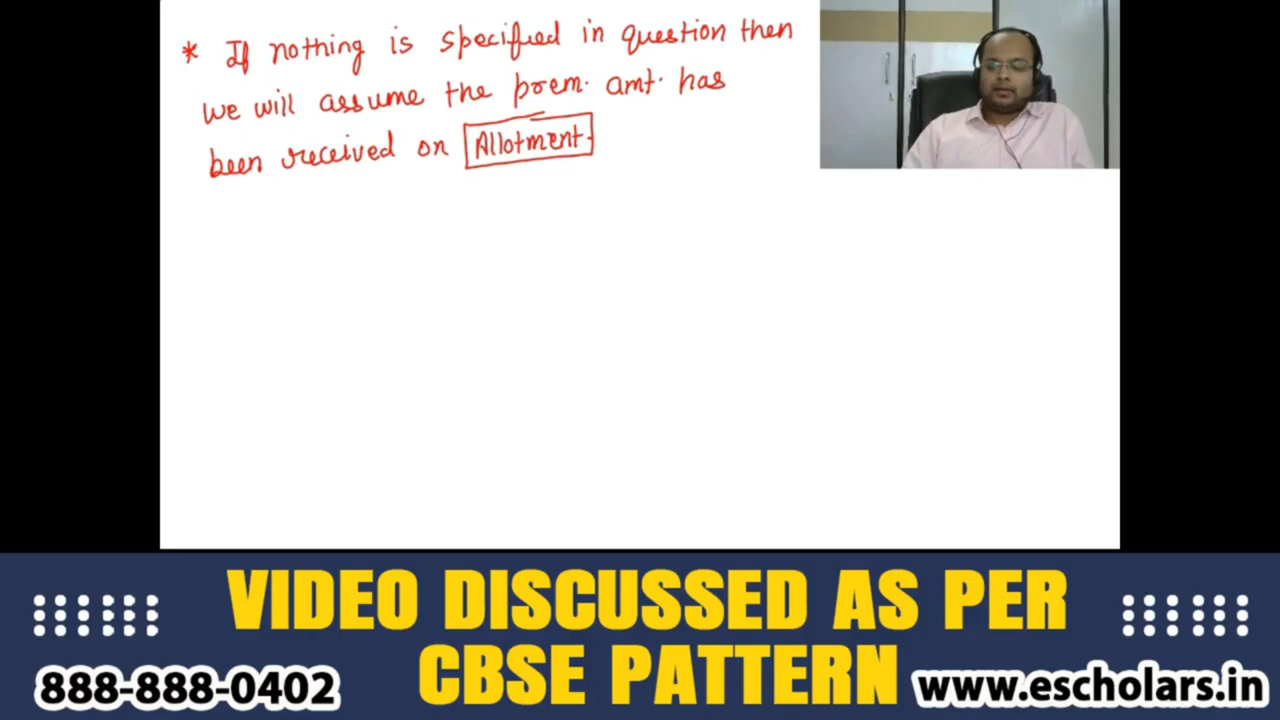 * If nothing is specified in question then
we will assume the prem. amt. has
been received on Allotment.
VIDEO DISCUSSED AS PER
CBSE PATTERN
888-888-0402
www.escholars.in